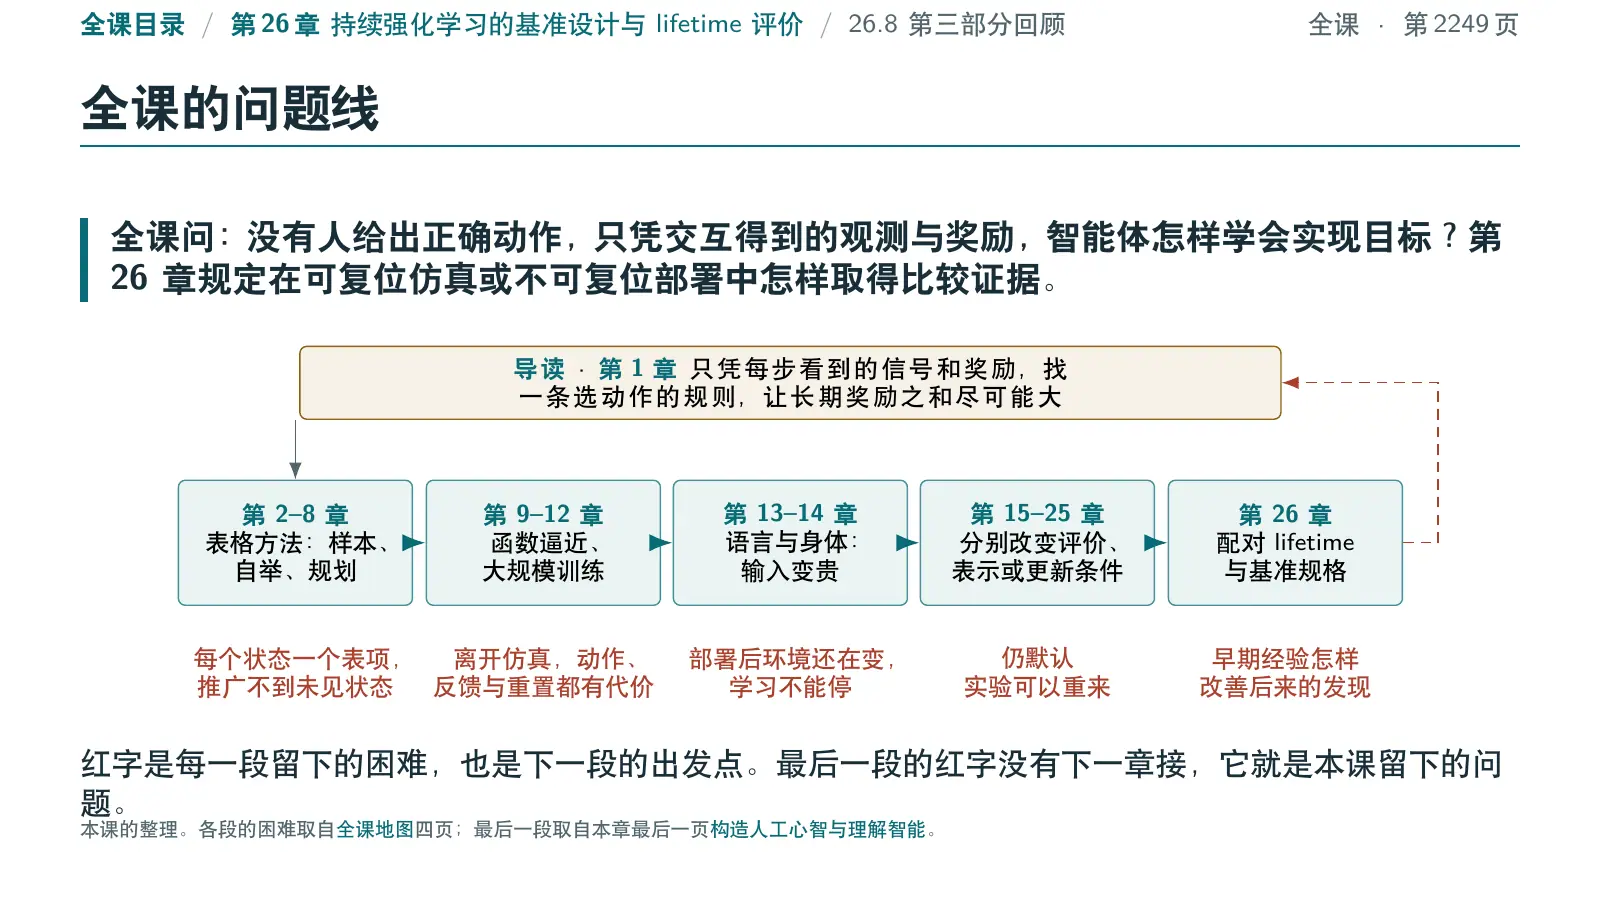 全课目录 / 第 26 章 持续强化学习的基准设计与 lifetime 评价 / 26.8 第三部分回顾
全课 · 第 2249 页
全课的问题线
全课问：没有人给出正确动作，只凭交互得到的观测与奖励，智能体怎样学会实现目标？第
26 章规定在可复位仿真或不可复位部署中怎样取得比较证据。
导读 · 第 1 章 只凭每步看到的信号和奖励，找
一条选动作的规则，让长期奖励之和尽可能大
第 2–8 章
表格方法：样本、
自举、规划
第 9–12 章
函数逼近、
大规模训练
第 13–14 章
语言与身体：
输入变贵
第 15–25 章
分别改变评价、
表示或更新条件
第 26 章
配对 lifetime
与基准规格
每个状态一个表项，
推广不到未见状态
离开仿真，动作、
反馈与重置都有代价
部署后环境还在变，
学习不能停
仍默认
实验可以重来
早期经验怎样
改善后来的发现
红字是每一段留下的困难，也是下一段的出发点。最后一段的红字没有下一章接，它就是本课留下的问
题。
本课的整理。各段的困难取自全课地图四页；最后一段取自本章最后一页构造人工心智与理解智能。